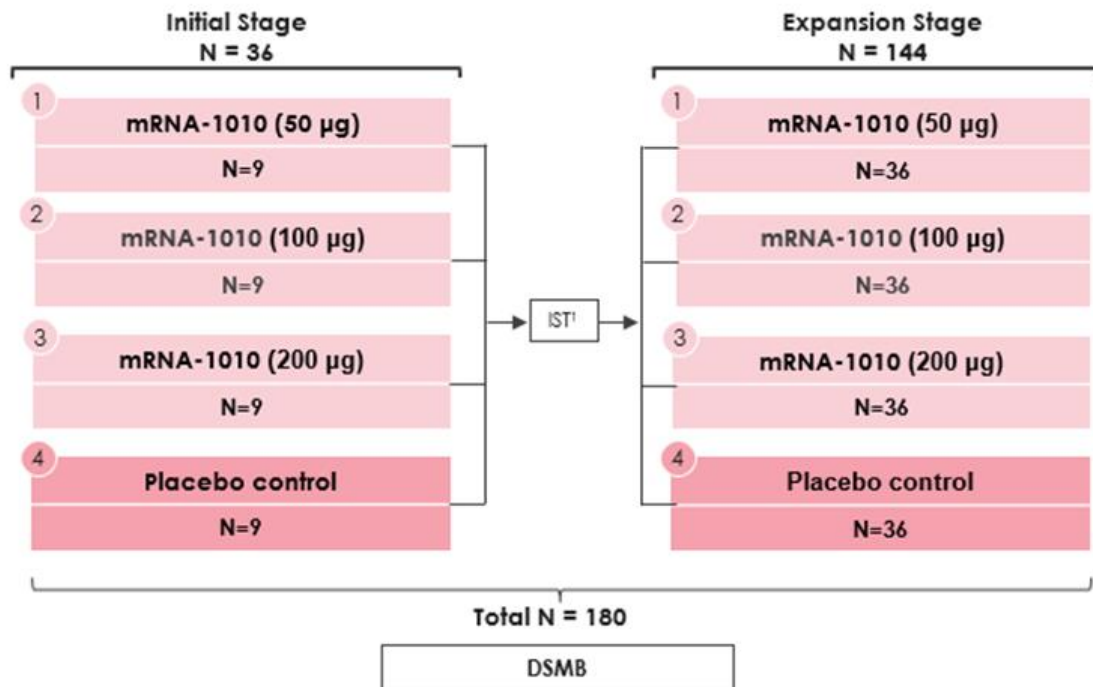 Initial Stage
N = 36
1
mRNA-1010 (50 µg)
N=9
2
mRNA-1010 (100 µg)
N=9
3
mRNA-1010 (200 µg)
N=9
4
Placebo control
N=9
IST¹
Expansion Stage
N = 144
1
mRNA-1010 (50 µg)
N=36
2
mRNA-1010 (100 µg)
N=36
3
mRNA-1010 (200 µg)
N=36
4
Placebo control
N=36
Total N = 180
DSMB